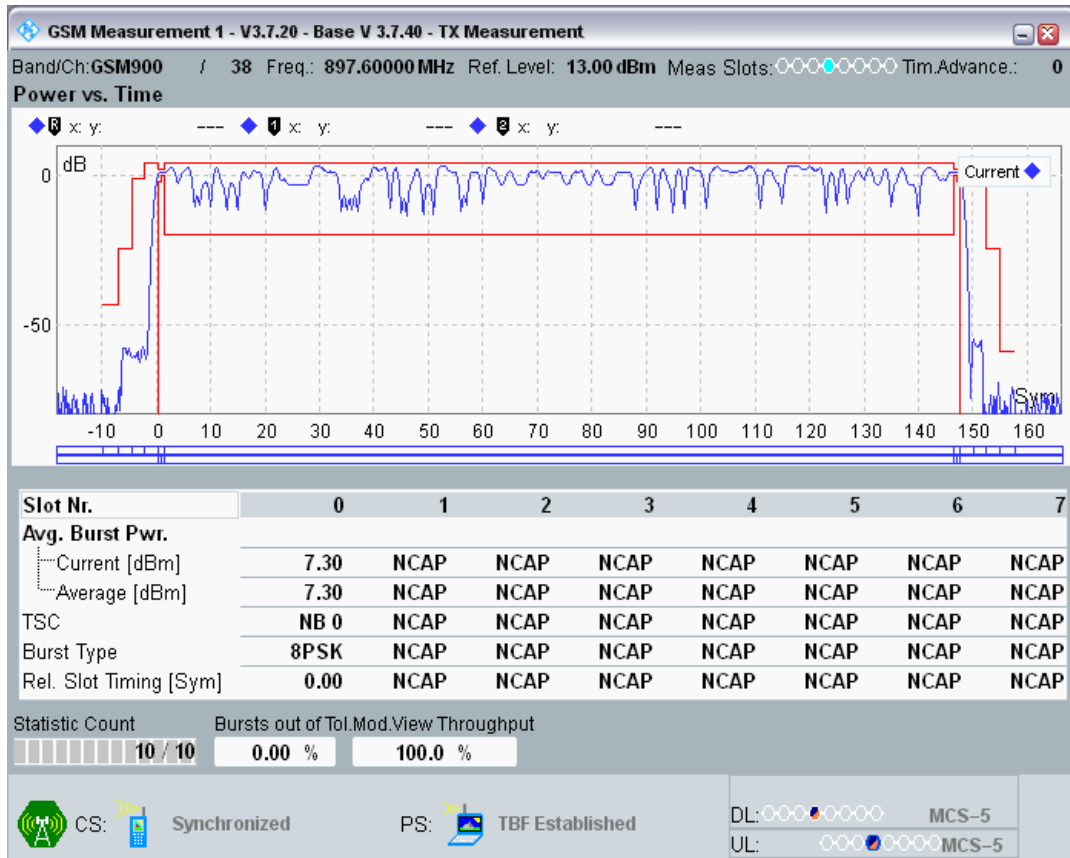 GSM Measurement 1 - V3.7.20 - Base V 3.7.40 - TX Measurement
Band/Ch:GSM900 / 38 Freq.: 897.60000 MHz Ref. Level: 13.00 dBm Meas Slots: Tim.Advance.: 0
Power vs. Time
R x: y: --- 1 x: y: --- 2 x: y: ---
dB
Current
0
-50
Sym
-10 0 10 20 30 40 50 60 70 80 90 100 110 120 130 140 150 160
Slot Nr. 0 1 2 3 4 5 6 7
Avg. Burst Pwr.
Current [dBm] 7.30 NCAP NCAP NCAP NCAP NCAP NCAP NCAP
Average [dBm] 7.30 NCAP NCAP NCAP NCAP NCAP NCAP NCAP
TSC NB 0 NCAP NCAP NCAP NCAP NCAP NCAP NCAP
Burst Type 8PSK NCAP NCAP NCAP NCAP NCAP NCAP NCAP
Rel. Slot Timing [Sym] 0.00 NCAP NCAP NCAP NCAP NCAP NCAP NCAP
Statistic Count Bursts out of Tol. Mod.View Throughput
10 / 10 0.00 % 100.0 %
CS: Synchronized PS: TBF Established
DL: MCS-5
UL: MCS-5